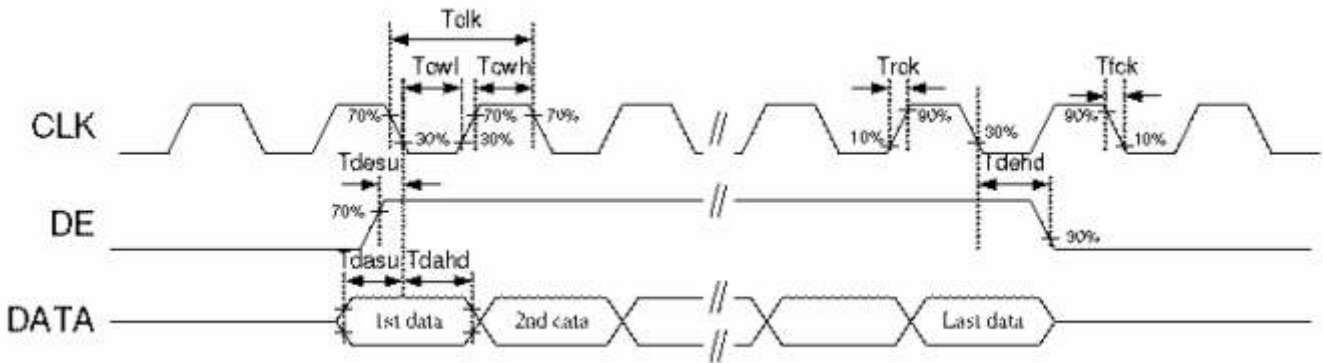 Tclk
Tcwl Tcwh Trck Tfck
CLK 70% 70% 70% 90% 90%
30% 30% 10% 30% 10%
Tdesu Tdehd
DE 70% 30%
Tdasu Tdahd
DATA 1st data 2nd data Last data